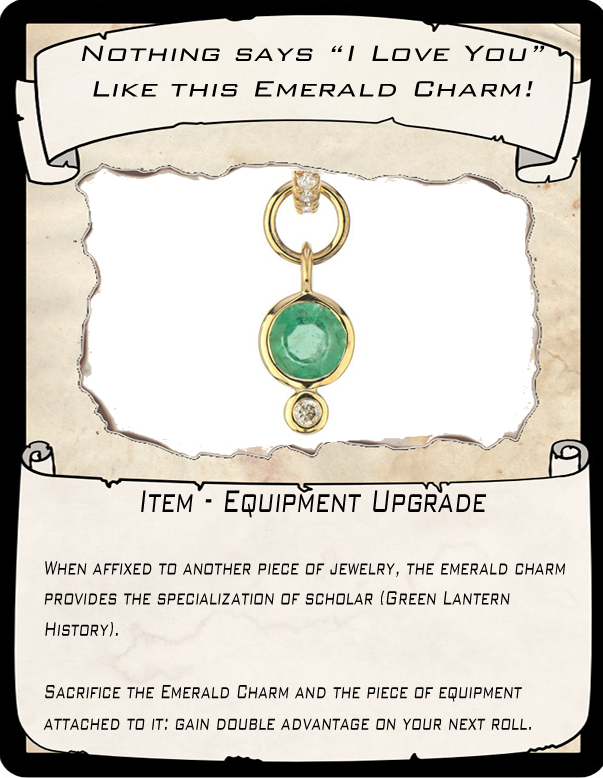 Nothing says “I Love You”
Like this Emerald Charm!
Item - Equipment Upgrade
When affixed to another piece of jewelry, the emerald charm
provides the specialization of scholar (Green Lantern
History).
Sacrifice the Emerald Charm and the piece of equipment
attached to it: gain double advantage on your next roll.